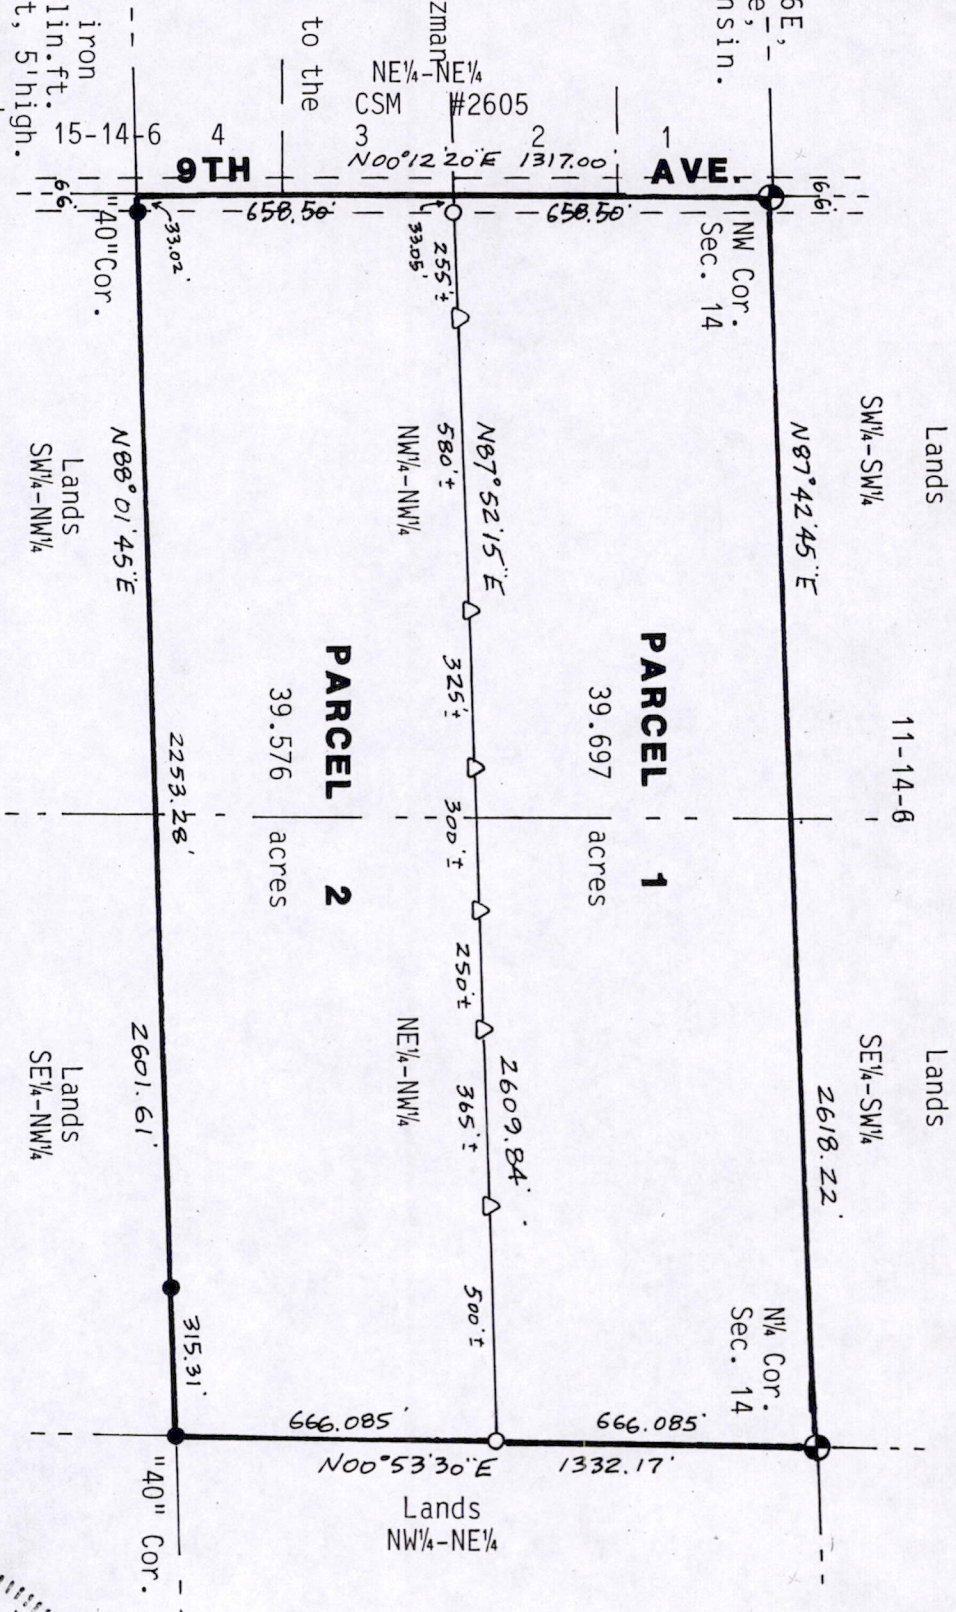 6E,
e,
nsin.
zman
to the
iron
lin.ft.
t, 5'high.
NE¼-NE¼
CSM #2605
15-14-6 4 3 2 1
9TH AVE.
N00°12'20"E 1317.00'
66'
66'
658.50'
658.50'
33.02'
33.05'
"40"Cor.
NW Cor.
Sec. 14
Lands
SW¼-SW¼
11-14-6
Lands
SE¼-SW¼
N87°42'45"E
2618.22'
PARCEL 1
39.697 acres
N87°52'15"E
2609.84'
255'±
580'±
325'±
300'±
250'±
365'±
500'±
NW¼-NW¼
NE¼-NW¼
PARCEL 2
39.576 acres
2253.28'
315.31'
N88°01'45"E
2601.61'
Lands
SW¼-NW¼
Lands
SE¼-NW¼
N¼ Cor.
Sec. 14
666.085'
666.085'
N00°53'30"E 1332.17'
Lands
NW¼-NE¼
"40" Cor.